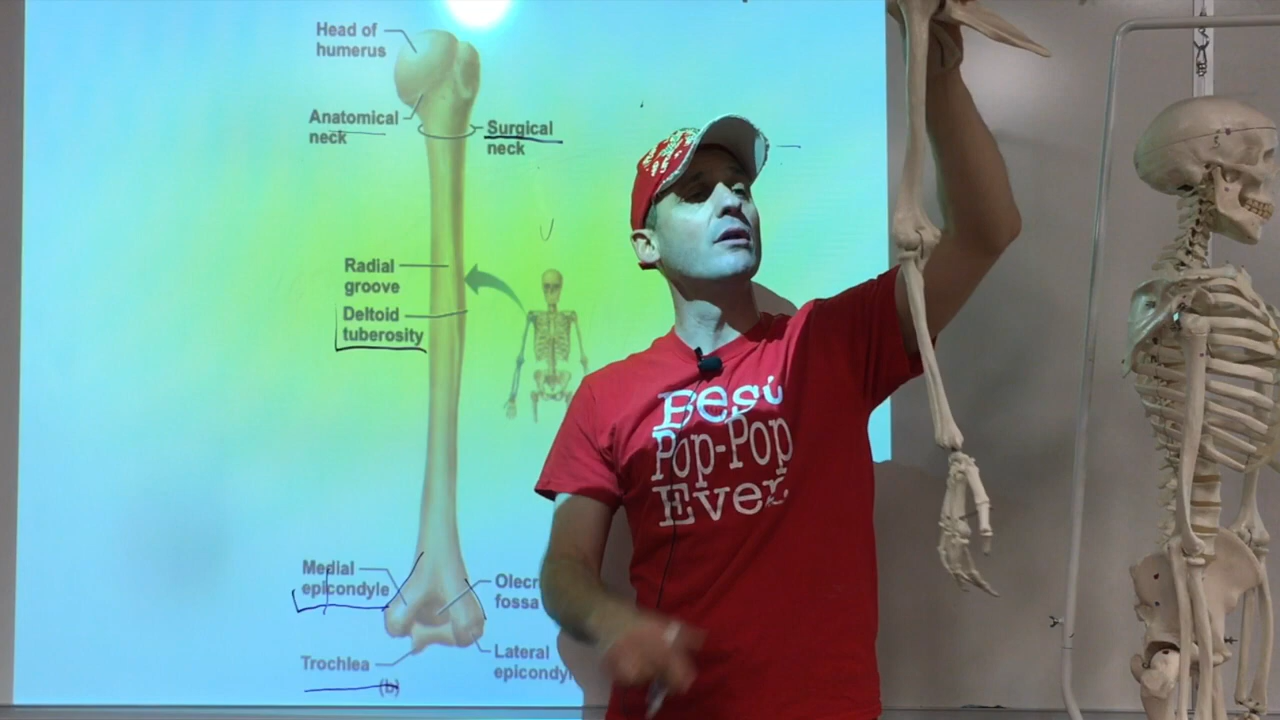 Head of
humerus
Anatomical
neck
Surgical
neck
Radial
groove
Deltoid
tuberosity
Medial
epicondyle
fossa
Trochlea
Lateral
(b)
Best
Pop-Pop
Ever